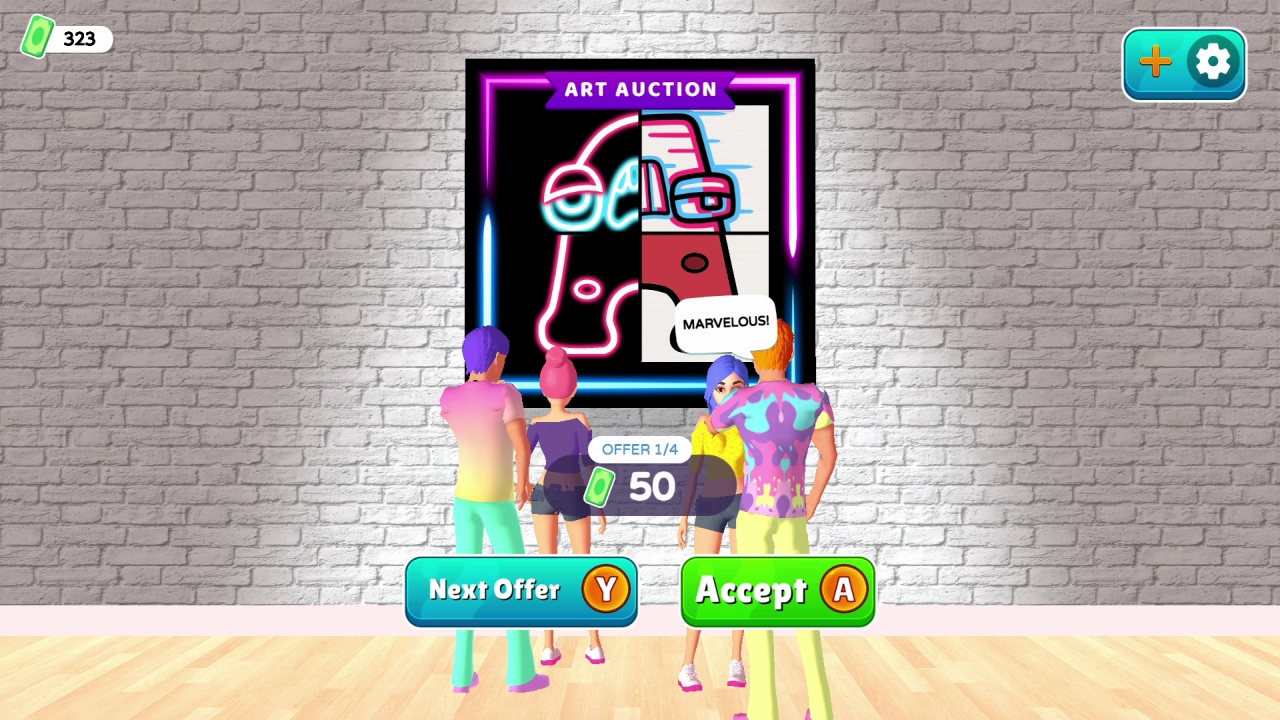 323
ART AUCTION
MARVELOUS!
OFFER 1/4
50
Next Offer Y
Accept A